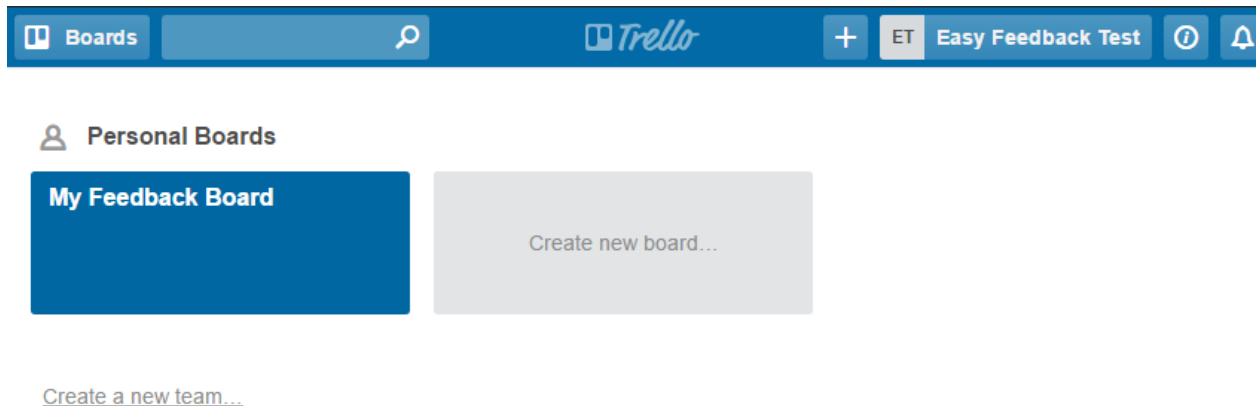 Boards
Trello
ET Easy Feedback Test
Personal Boards
My Feedback Board
Create new board…
Create a new team…